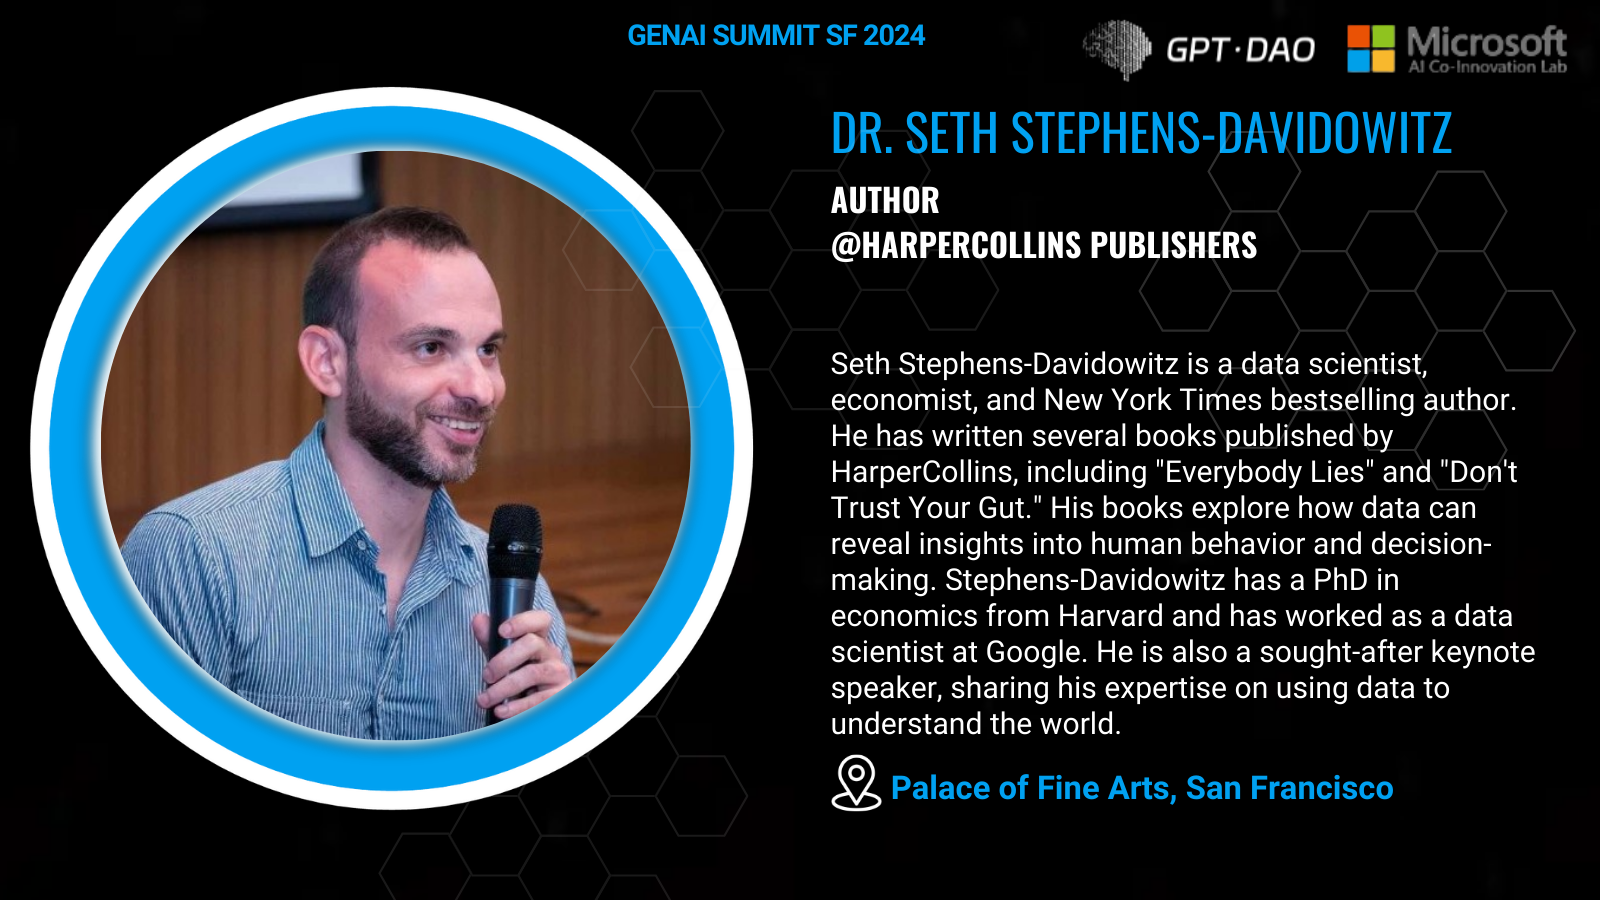 GENAI SUMMIT SF 2024
GPT·DAO
Microsoft
AI Co-Innovation Lab
DR. SETH STEPHENS-DAVIDOWITZ
AUTHOR
@HARPERCOLLINS PUBLISHERS
Seth Stephens-Davidowitz is a data scientist,
economist, and New York Times bestselling author.
He has written several books published by
HarperCollins, including "Everybody Lies" and "Don't
Trust Your Gut." His books explore how data can
reveal insights into human behavior and decision-
making. Stephens-Davidowitz has a PhD in
economics from Harvard and has worked as a data
scientist at Google. He is also a sought-after keynote
speaker, sharing his expertise on using data to
understand the world.
Palace of Fine Arts, San Francisco